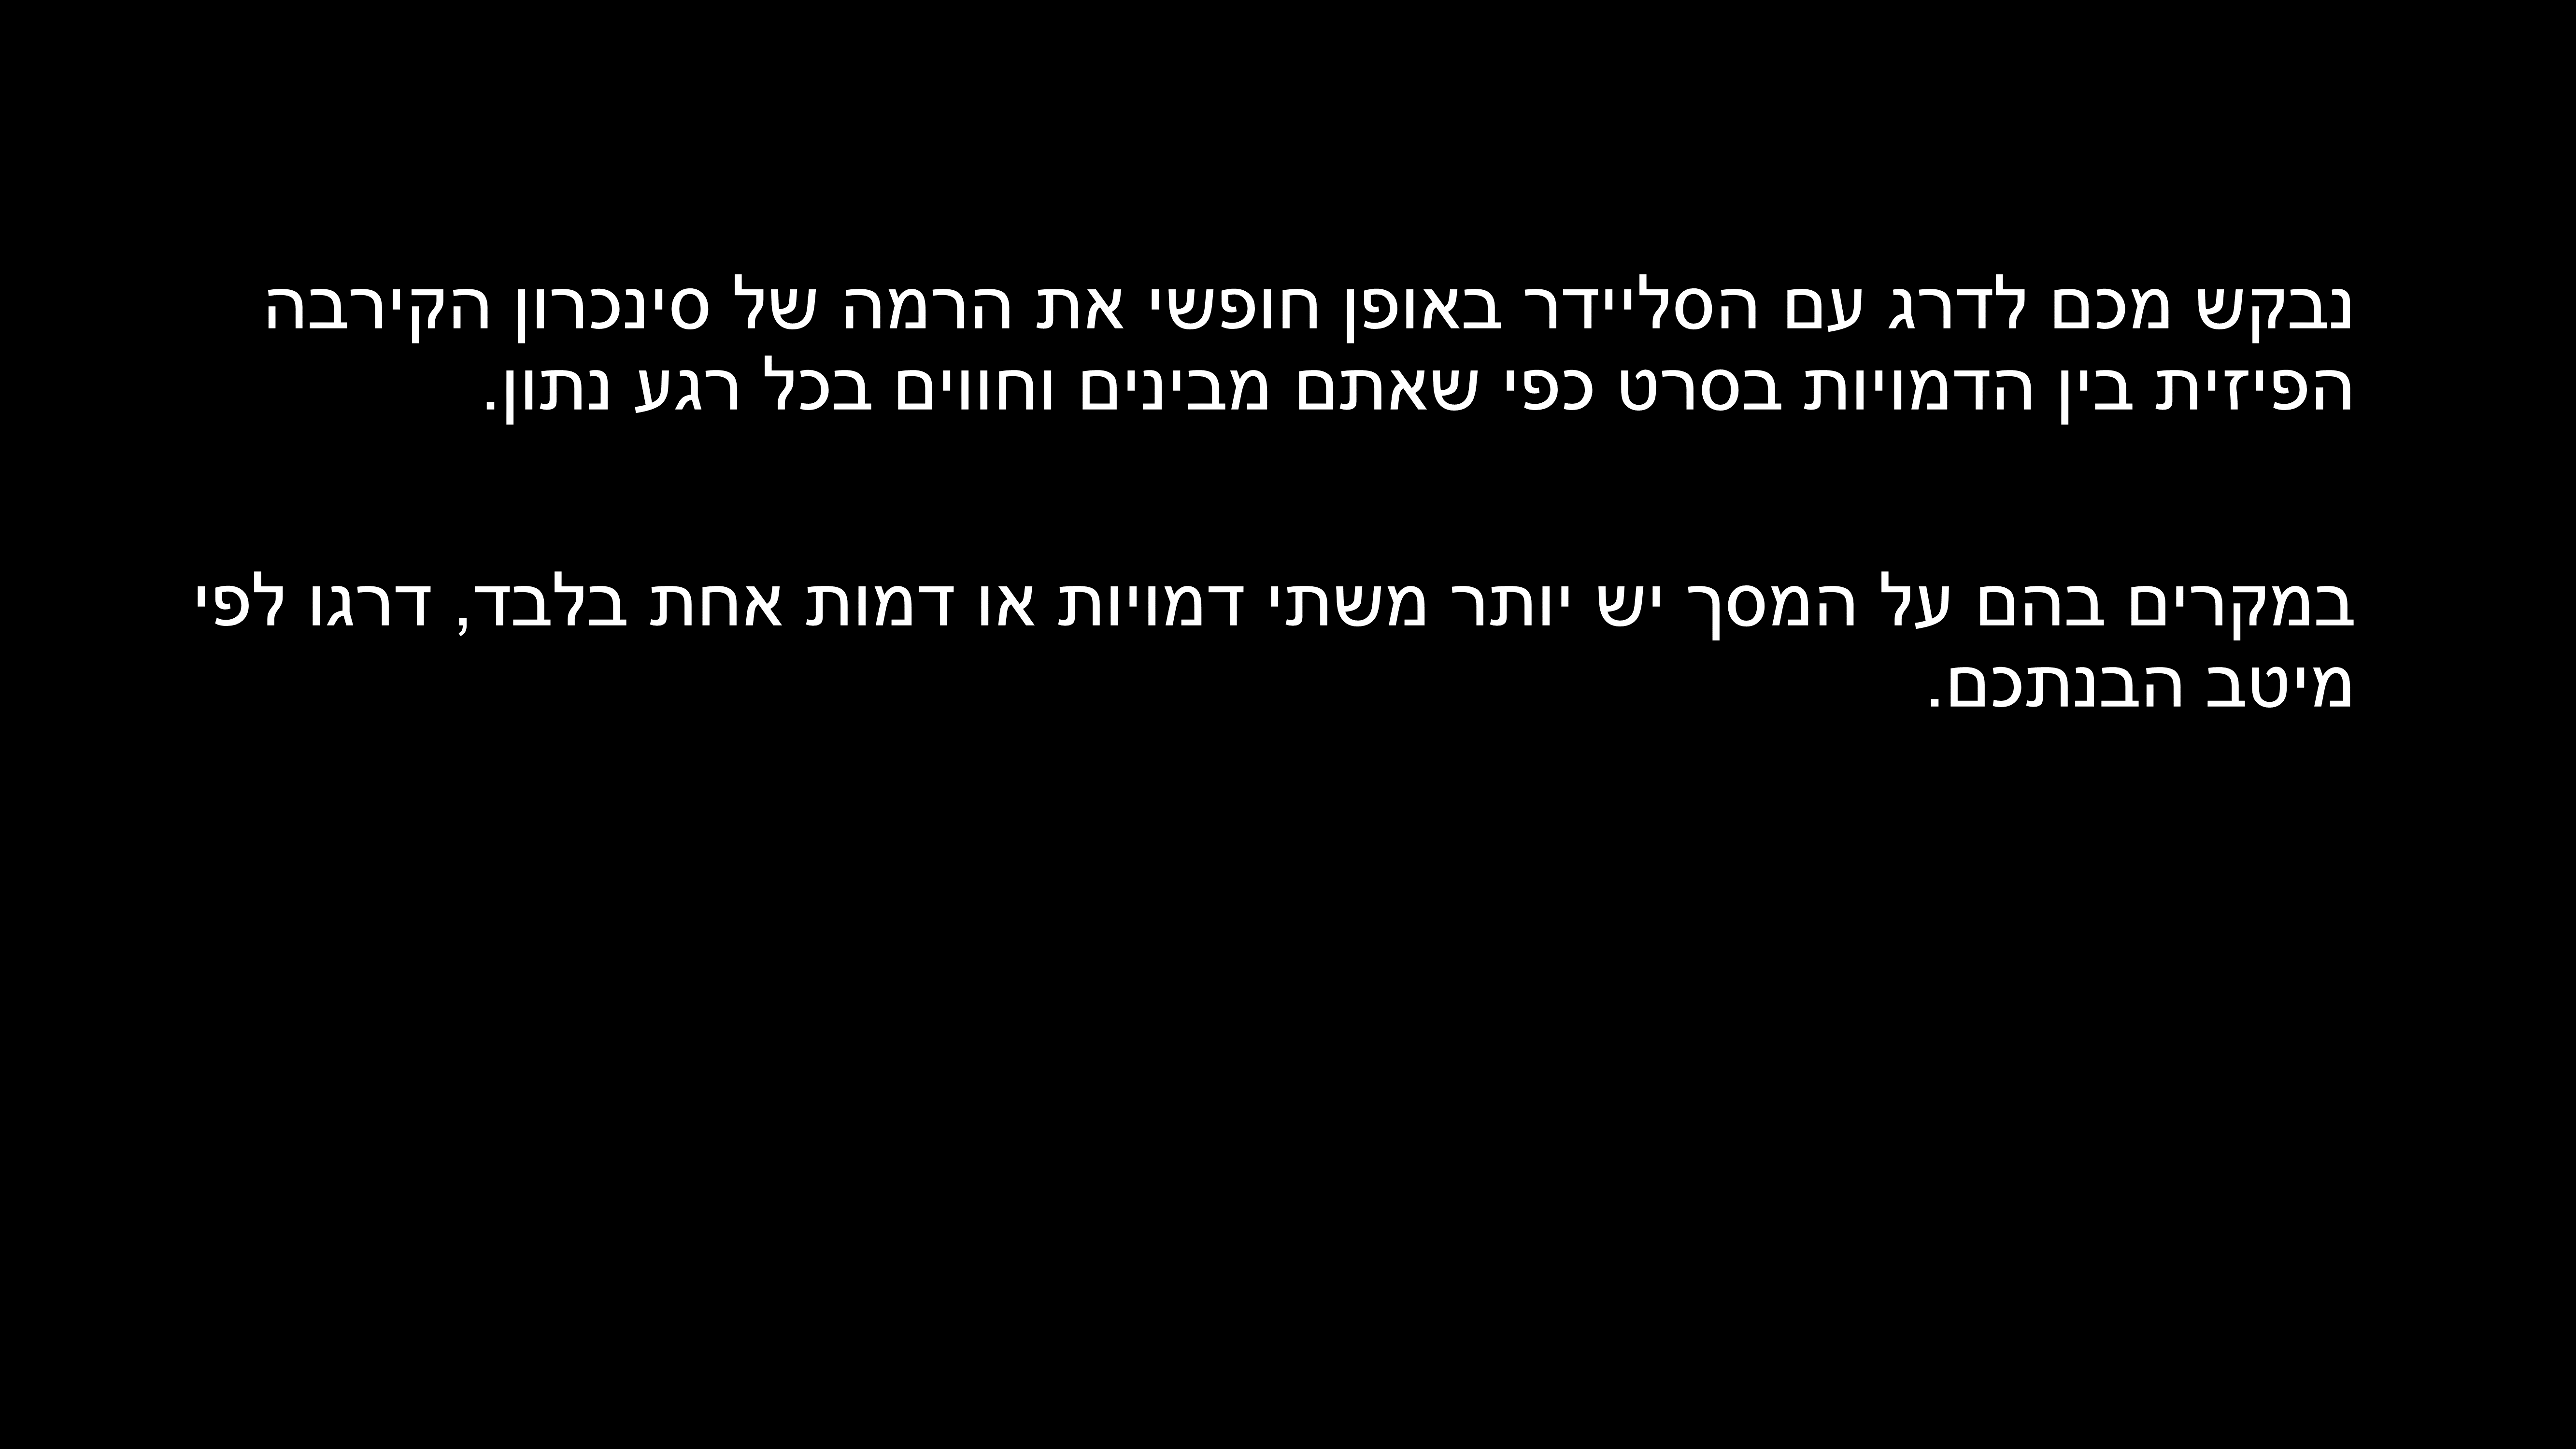 נבקש מכם לדרג עם הסליידר באופן חופשי את הרמה של סינכרון הקירבה
הפיזית בין הדמויות בסרט כפי שאתם מבינים וחווים בכל רגע נתון.
במקרים בהם על המסך יש יותר משתי דמויות או דמות אחת בלבד, דרגו לפי
מיטב הבנתכם.